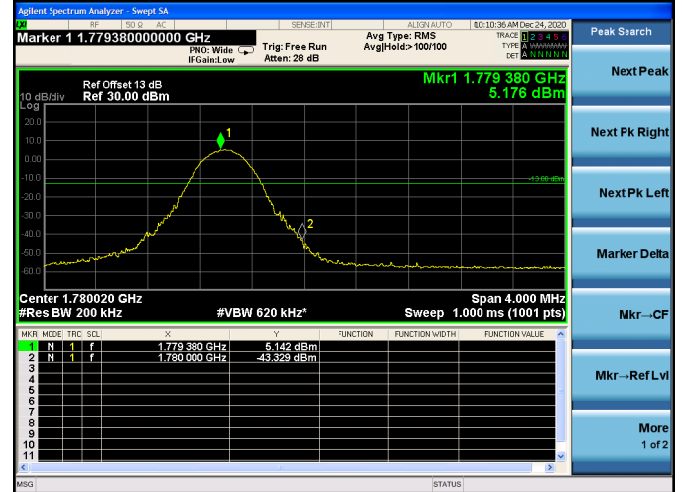 Agilent Spectrum Analyzer - Swept SA
RF 50 Ω AC SENSE:INT ALIGN AUTO 10:10:36 AM Dec 24, 2020
Marker 1 1.779380000000 GHz
PNO: Wide
IFGain:Low
Trig: Free Run
Atten: 28 dB
Avg Type: RMS
Avg|Hold:>100/100
TRACE 1 2 3 4 5 6
TYPE A WWWWW
DET A N N N N N
Peak Search
Next Peak
Next Pk Right
Next Pk Left
Marker Delta
Mkr→CF
Mkr→Ref Lvl
More
1 of 2
Mkr1 1.779 380 GHz
5.176 dBm
Ref Offset 13 dB
10 dB/div Ref 30.00 dBm
Log
20.0
10.0
0.00
-10.0
-20.0
-30.0
-40.0
-50.0
-60.0
1
2
-13.00 dBm
Center 1.780020 GHz Span 4.000 MHz
#Res BW 200 kHz #VBW 620 kHz* Sweep 1.000 ms (1001 pts)
MKR MODE TRC SCL X Y FUNCTION FUNCTION WIDTH FUNCTION VALUE
1 N 1 f 1.779 380 GHz 5.142 dBm
2 N 1 f 1.780 000 GHz -43.329 dBm
3
4
5
6
7
8
9
10
11
MSG STATUS